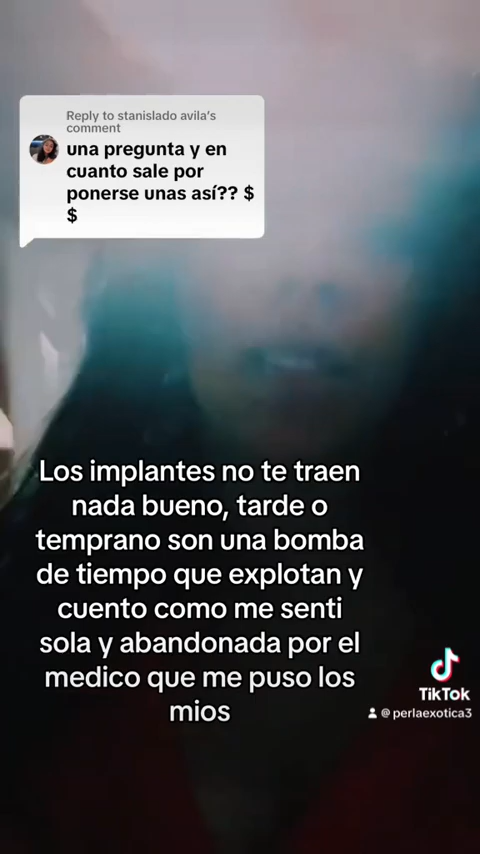 Reply to stanislado avila's
comment
una pregunta y en
cuanto sale por
ponerse unas así?? $
$
Los implantes no te traen
nada bueno, tarde o
temprano son una bomba
de tiempo que explotan y
cuento como me senti
sola y abandonada por el
medico que me puso los
mios
TikTok
@perlaexotica3